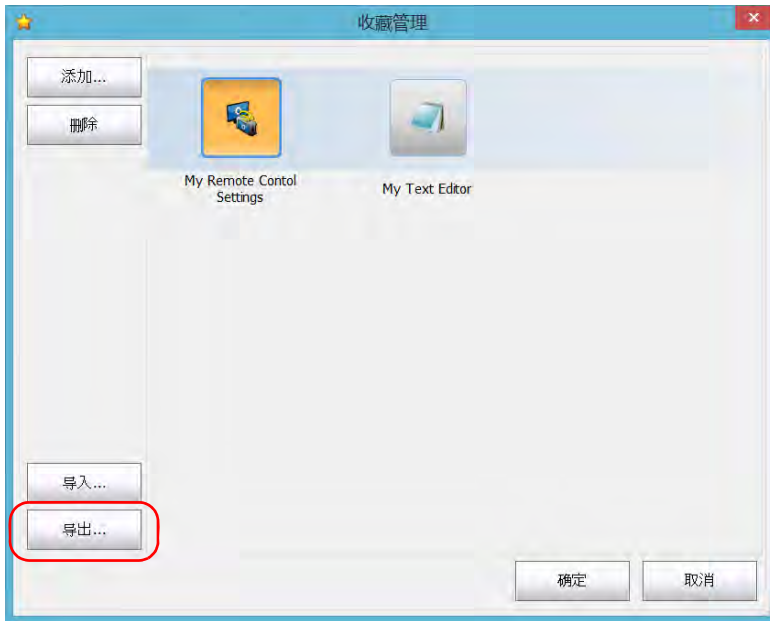 收藏管理
添加...
删除
My Remote Contol
Settings
My Text Editor
导入...
导出...
确定
取消